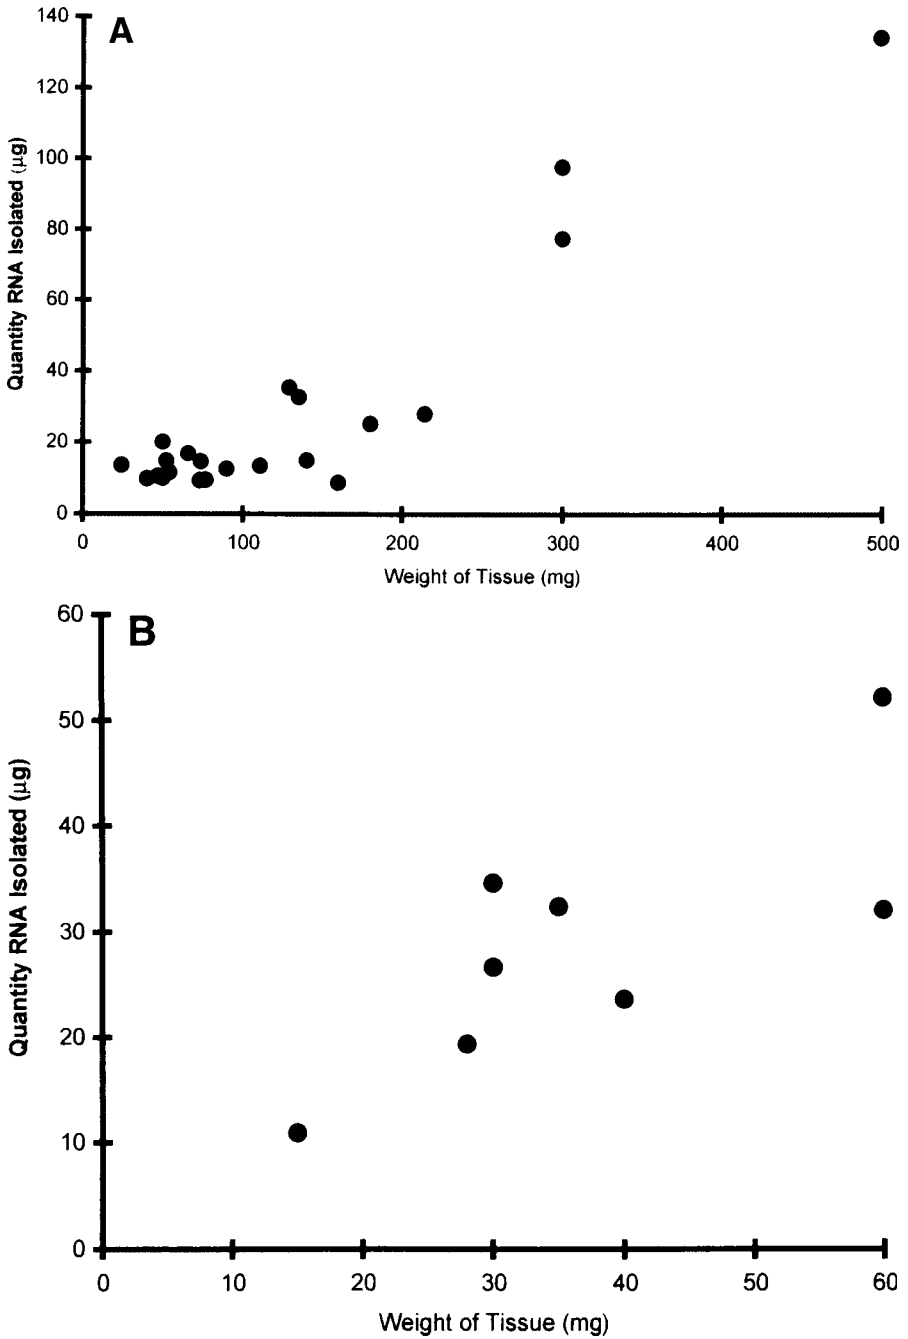 A
140
120
100
80
60
40
20
0
Quantity RNA Isolated (µg)
0 100 200 300 400 500
Weight of Tissue (mg)
B
60
50
40
30
20
10
0
Quantity RNA Isolated (µg)
0 10 20 30 40 50 60
Weight of Tissue (mg)